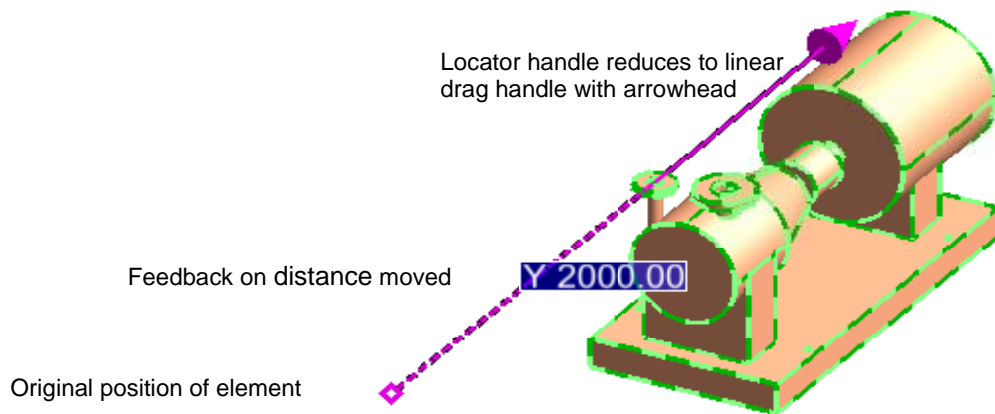 Locator handle reduces to linear
drag handle with arrowhead
Feedback on distance moved
Y 2000.00
Original position of element